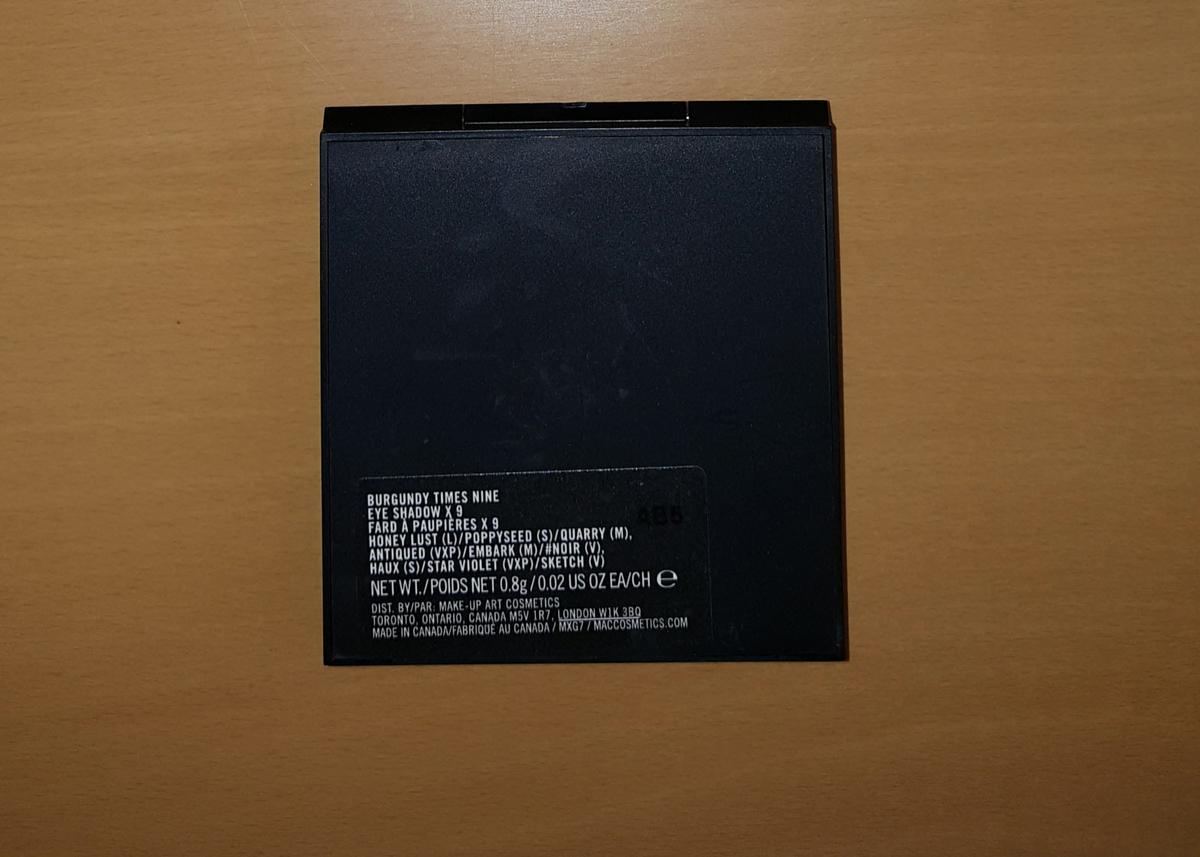 BURGUNDY TIMES NINE
EYE SHADOW X 9
FARD À PAUPIÈRES X 9
HONEY LUST (L)/POPPYSEED (S)/QUARRY (M),
ANTIQUED (VXP)/EMBARK (M)/#NOIR (V),
HAUX (S)/STAR VIOLET (VXP)/SKETCH (V)
NET WT./POIDS NET 0.8g/0.02 US OZ EA/CH ℮
DIST. BY/PAR: MAKE-UP ART COSMETICS
TORONTO, ONTARIO, CANADA M5V 1R7, LONDON W1K 3BQ
MADE IN CANADA/FABRIQUÉ AU CANADA / MXG7 / MACCOSMETICS.COM